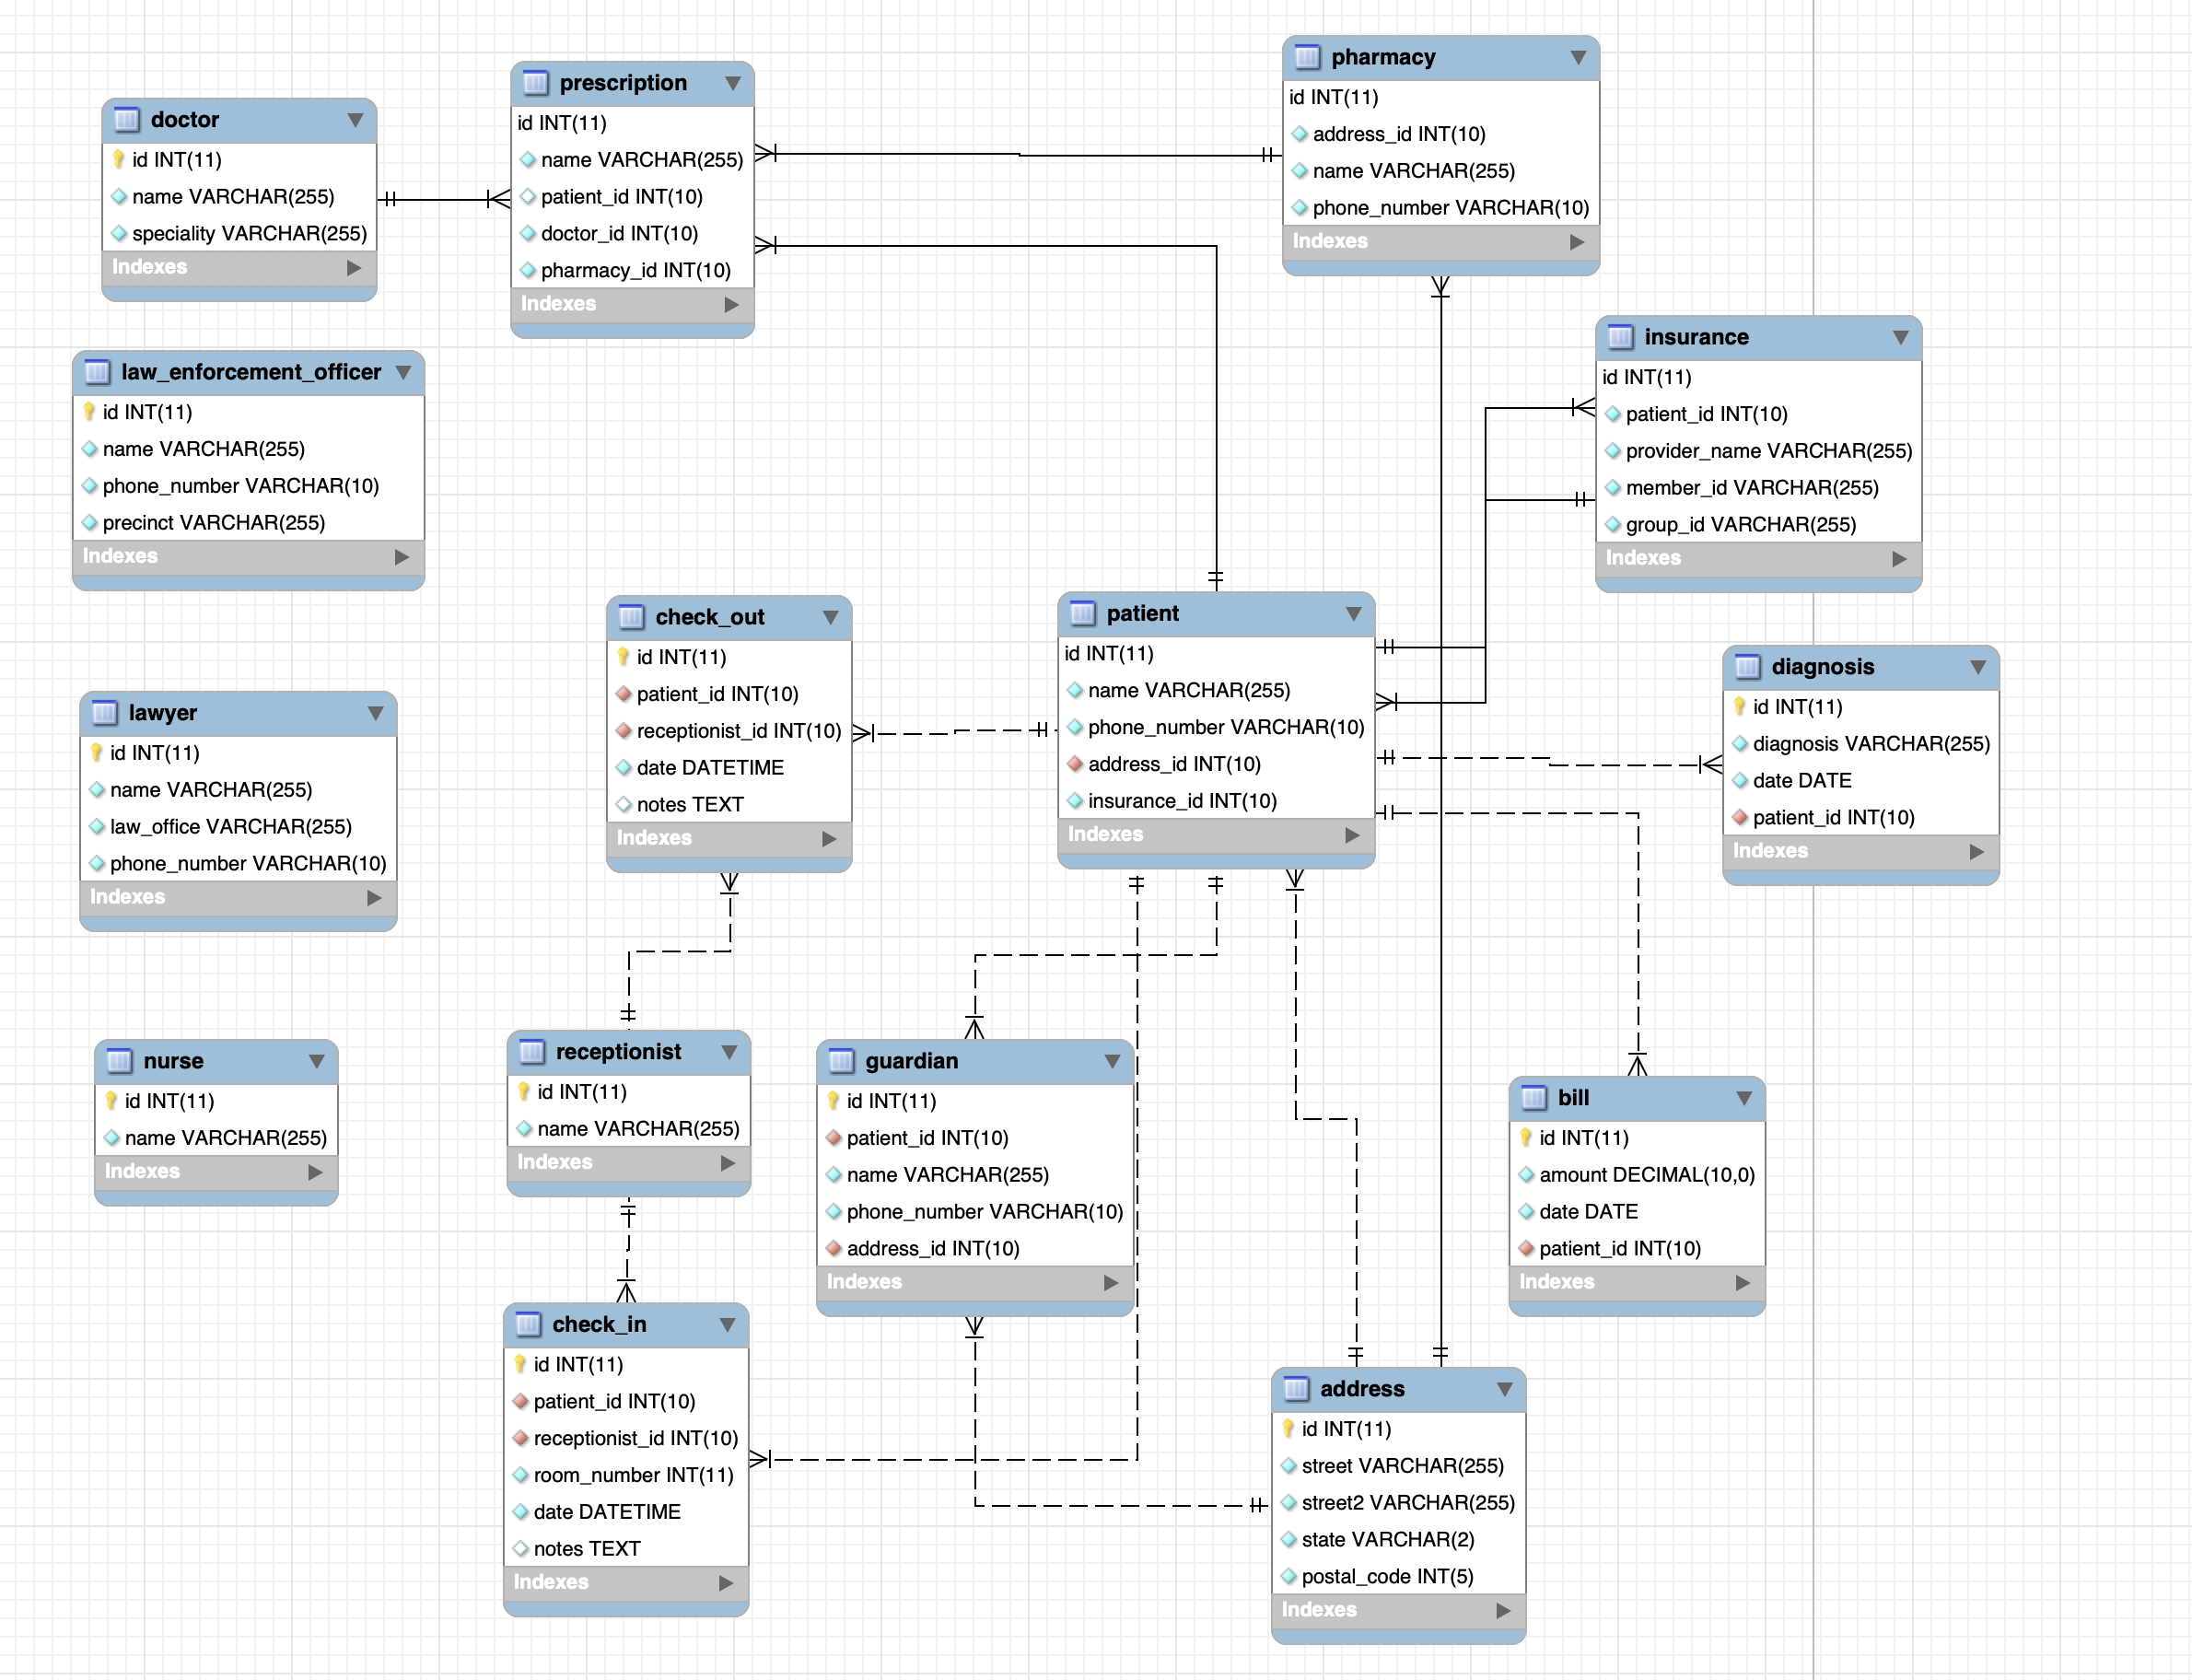 doctor
id INT(11)
name VARCHAR(255)
speciality VARCHAR(255)
Indexes
prescription
id INT(11)
name VARCHAR(255)
patient_id INT(10)
doctor_id INT(10)
pharmacy_id INT(10)
Indexes
pharmacy
id INT(11)
address_id INT(10)
name VARCHAR(255)
phone_number VARCHAR(10)
Indexes
law_enforcement_officer
id INT(11)
name VARCHAR(255)
phone_number VARCHAR(10)
precinct VARCHAR(255)
Indexes
insurance
id INT(11)
patient_id INT(10)
provider_name VARCHAR(255)
member_id VARCHAR(255)
group_id VARCHAR(255)
Indexes
check_out
id INT(11)
patient_id INT(10)
receptionist_id INT(10)
date DATETIME
notes TEXT
Indexes
patient
id INT(11)
name VARCHAR(255)
phone_number VARCHAR(10)
address_id INT(10)
insurance_id INT(10)
Indexes
diagnosis
id INT(11)
diagnosis VARCHAR(255)
date DATE
patient_id INT(10)
Indexes
lawyer
id INT(11)
name VARCHAR(255)
law_office VARCHAR(255)
phone_number VARCHAR(10)
Indexes
nurse
id INT(11)
name VARCHAR(255)
Indexes
receptionist
id INT(11)
name VARCHAR(255)
Indexes
guardian
id INT(11)
patient_id INT(10)
name VARCHAR(255)
phone_number VARCHAR(10)
address_id INT(10)
Indexes
bill
id INT(11)
amount DECIMAL(10,0)
date DATE
patient_id INT(10)
Indexes
check_in
id INT(11)
patient_id INT(10)
receptionist_id INT(10)
room_number INT(11)
date DATETIME
notes TEXT
Indexes
address
id INT(11)
street VARCHAR(255)
street2 VARCHAR(255)
state VARCHAR(2)
postal_code INT(5)
Indexes